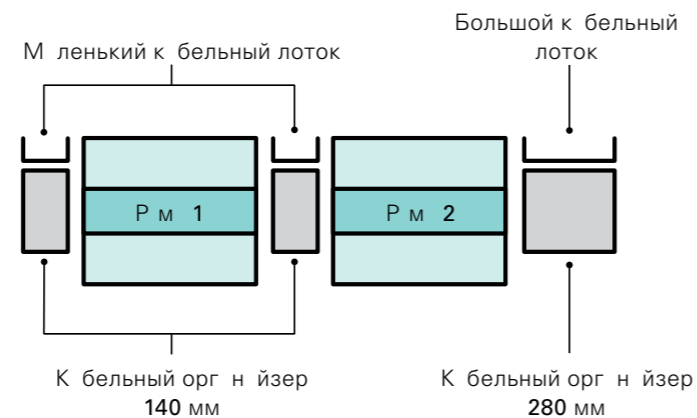 Большой к бельный
лоток
М ленький к бельный лоток
Р м 1
Р м 2
К бельный орг н йзер
140 мм
К бельный орг н йзер
280 мм